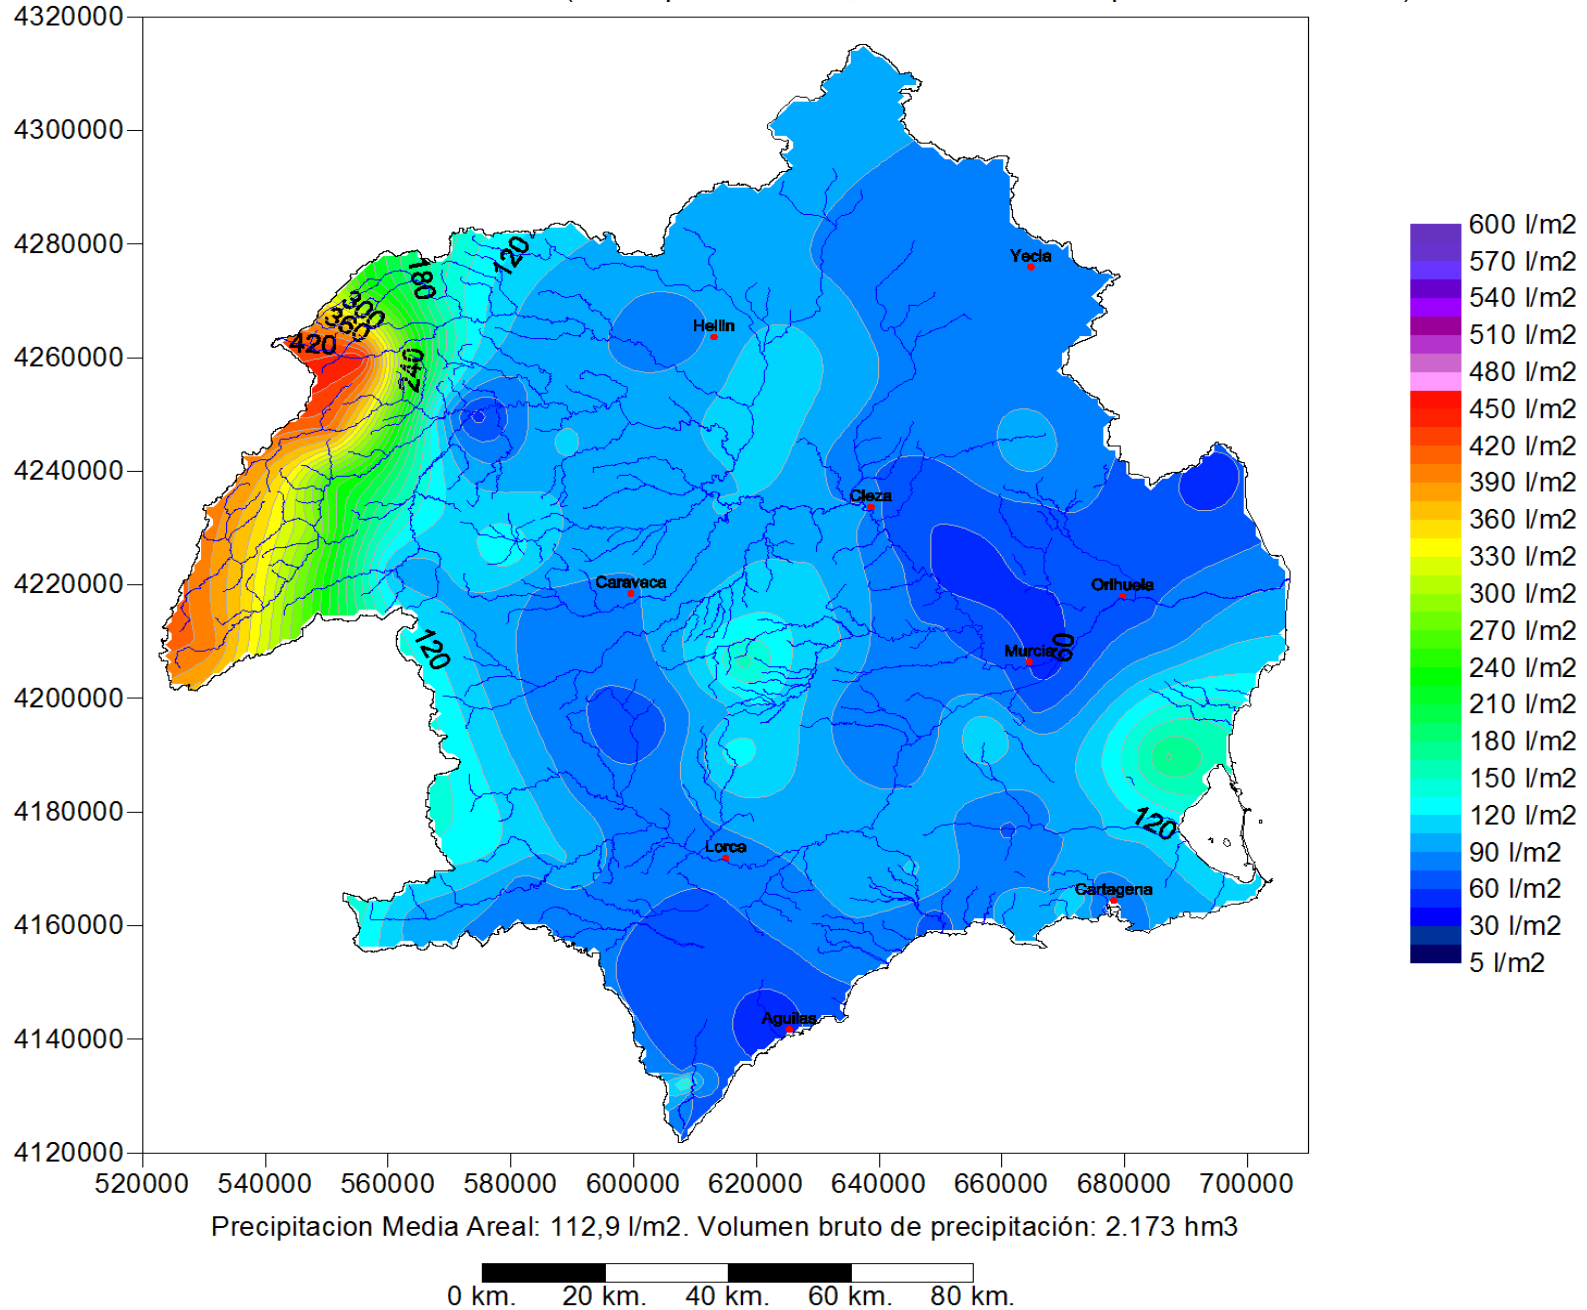 4320000
4300000
4280000
4260000
4240000
4220000
4200000
4180000
4160000
4140000
4120000
520000 540000 560000 580000 600000 620000 640000 660000 680000 700000
120
180
300
360
420
240
Yecla
Hellin
Cieza
Caravaca
Orihuela
Murcia
60
120
120
Lorca
Cartagena
Aguilas
600 l/m2
570 l/m2
540 l/m2
510 l/m2
480 l/m2
450 l/m2
420 l/m2
390 l/m2
360 l/m2
330 l/m2
300 l/m2
270 l/m2
240 l/m2
210 l/m2
180 l/m2
150 l/m2
120 l/m2
90 l/m2
60 l/m2
30 l/m2
5 l/m2
Precipitacion Media Areal: 112,9 l/m2. Volumen bruto de precipitación: 2.173 hm3
0 km. 20 km. 40 km. 60 km. 80 km.